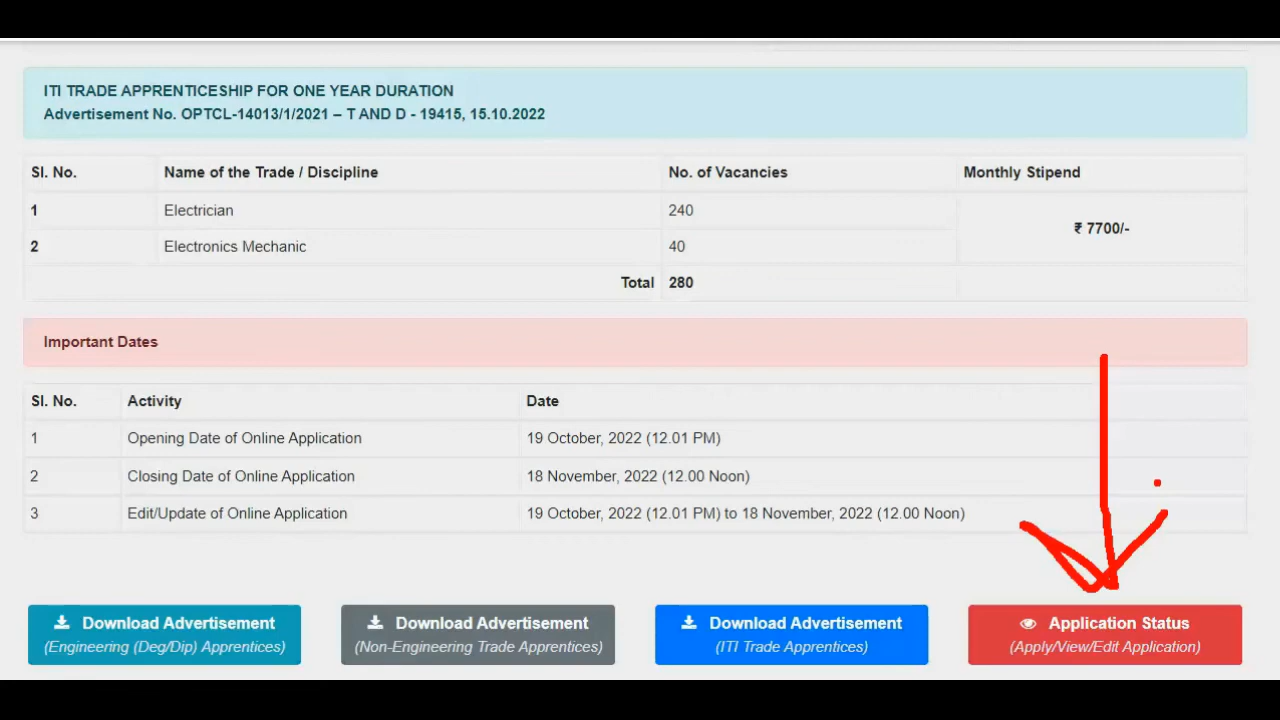 ITI TRADE APPRENTICESHIP FOR ONE YEAR DURATION
Advertisement No. OPTCL-14013/1/2021 – T AND D - 19415, 15.10.2022
Sl. No. Name of the Trade / Discipline No. of Vacancies Monthly Stipend
1 Electrician 240
₹ 7700/-
2 Electronics Mechanic 40
Total 280
Important Dates
Sl. No. Activity Date
1 Opening Date of Online Application 19 October, 2022 (12.01 PM)
2 Closing Date of Online Application 18 November, 2022 (12.00 Noon)
3 Edit/Update of Online Application 19 October, 2022 (12.01 PM) to 18 November, 2022 (12.00 Noon)
Download Advertisement
(Engineering (Deg/Dip) Apprentices)
Download Advertisement
(Non-Engineering Trade Apprentices)
Download Advertisement
(ITI Trade Apprentices)
Application Status
(Apply/View/Edit Application)